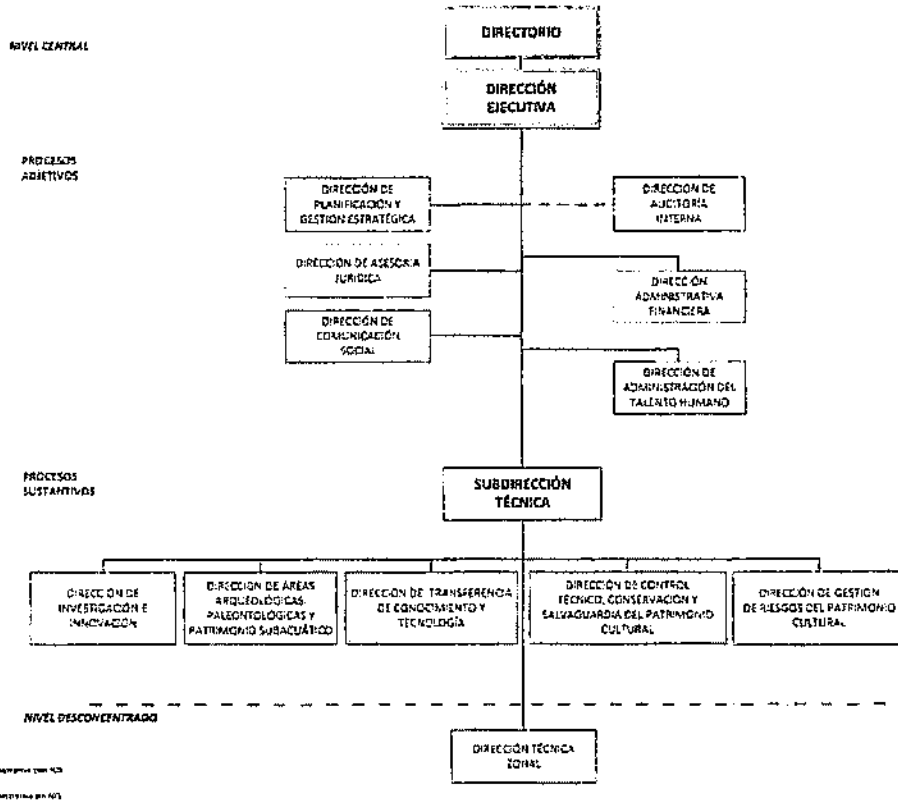 DIRECTORIO
NIVEL CENTRAL
DIRECCIÓN
EJECUTIVA
PROCESOS
ADJETIVOS
DIRECCIÓN DE
PLANIFICACIÓN Y
GESTIÓN ESTRATÉGICA
DIRECCIÓN DE
AUDITORÍA
INTERNA
DIRECCIÓN DE ASESORIA
JURIDICA
DIRECCIÓN
ADMINISTRATIVA
FINANCIERA
DIRECCIÓN DE
COMUNICACIÓN
SOCIAL
DIRECCIÓN DE
ADMINISTRACIÓN DEL
TALENTO HUMANO
PROCESOS
SUSTANTIVOS
SUBDIRECCIÓN
TÉCNICA
DIRECCIÓN DE
INVESTIGACIÓN E
INNOVACIÓN
DIRECCIÓN DE ÁREAS
ARQUEOLÓGICAS,
PALEONTOLÓGICAS Y
PATRIMONIO SUBACUÁTICO
DIRECCIÓN DE TRANSFERENCIA
DE CONOCIMIENTO Y
TECNOLOGÍA
DIRECCIÓN DE CONTROL
TÉCNICO, CONSERVACIÓN Y
SALVAGUARDIA DEL PATRIMONIO
CULTURAL
DIRECCIÓN DE GESTION
DE RIESGOS DEL PATRIMONIO
CULTURAL
NIVEL DESCONCENTRADO
DIRECCIÓN TÉCNICA
ZONAL